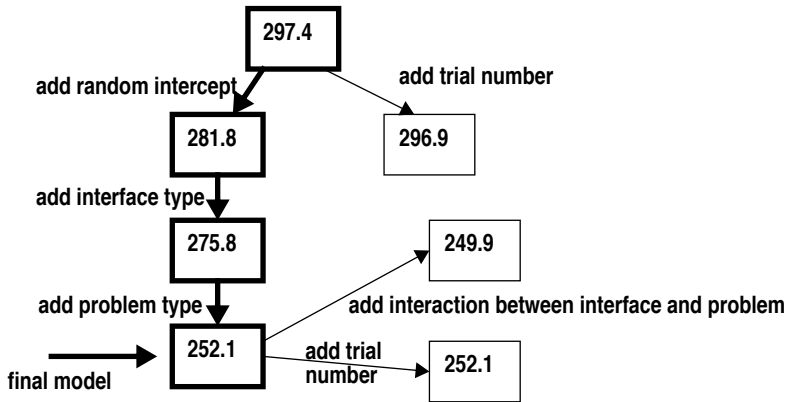 297.4
add random intercept
add trial number
281.8
296.9
add interface type
275.8
249.9
add problem type
add interaction between interface and problem
252.1
add trial
number
252.1
final model